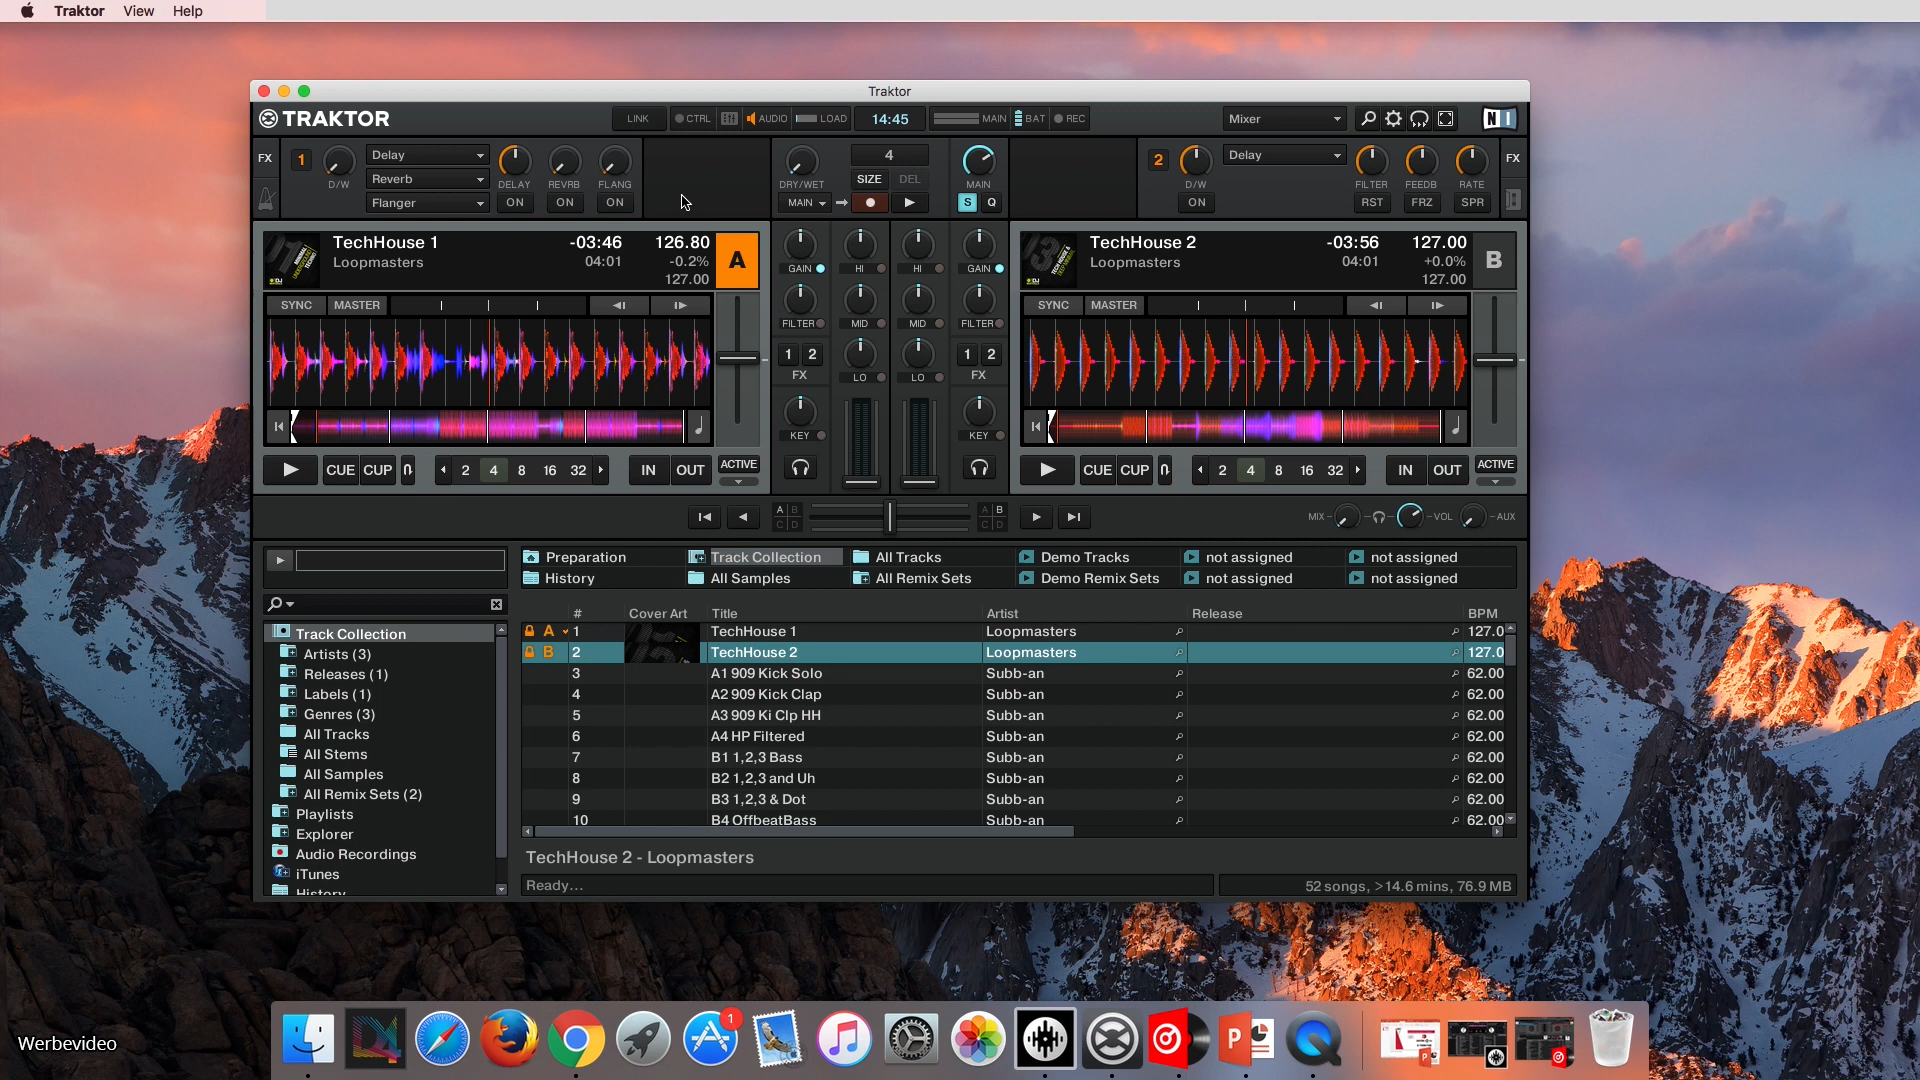 Traktor View Help
Traktor
TRAKTOR
LINK CTRL AUDIO LOAD 14:45 MAIN BAT REC Mixer NI
FX 1 D/W Delay DELAY REVRB FLANG
Reverb
Flanger ON ON ON
DRY/WET 4 MAIN
SIZE DEL
MAIN S Q
2 D/W Delay FILTER FEEDB RATE FX
ON RST FRZ SPR
TechHouse 1 -03:46 126.80 A
Loopmasters 04:01 -0.2%
127.00
SYNC MASTER
CUE CUP 2 4 8 16 32 IN OUT ACTIVE
GAIN HI HI GAIN
FILTER MID MID FILTER
1 2 LO LO 1 2
FX FX
KEY KEY
TechHouse 2 -03:56 127.00 B
Loopmasters 04:01 +0.0%
127.00
SYNC MASTER
CUE CUP 2 4 8 16 32 IN OUT ACTIVE
A B A B
C D C D
MIX VOL AUX
Preparation Track Collection All Tracks Demo Tracks not assigned not assigned
History All Samples All Remix Sets Demo Remix Sets not assigned not assigned
Track Collection
Artists (3)
Releases (1)
Labels (1)
Genres (3)
All Tracks
All Stems
All Samples
All Remix Sets (2)
Playlists
Explorer
Audio Recordings
iTunes
History
# Cover Art Title Artist Release BPM
A 1 TechHouse 1 Loopmasters 127.0
B 2 TechHouse 2 Loopmasters 127.0
3 A1 909 Kick Solo Subb-an 62.00
4 A2 909 Kick Clap Subb-an 62.00
5 A3 909 Ki Clp HH Subb-an 62.00
6 A4 HP Filtered Subb-an 62.00
7 B1 1,2,3 Bass Subb-an 62.00
8 B2 1,2,3 and Uh Subb-an 62.00
9 B3 1,2,3 & Dot Subb-an 62.00
10 B4 OffbeatBass Subb-an 62.00
TechHouse 2 - Loopmasters
Ready... 52 songs, >14.6 mins, 76.9 MB
1
Werbevideo